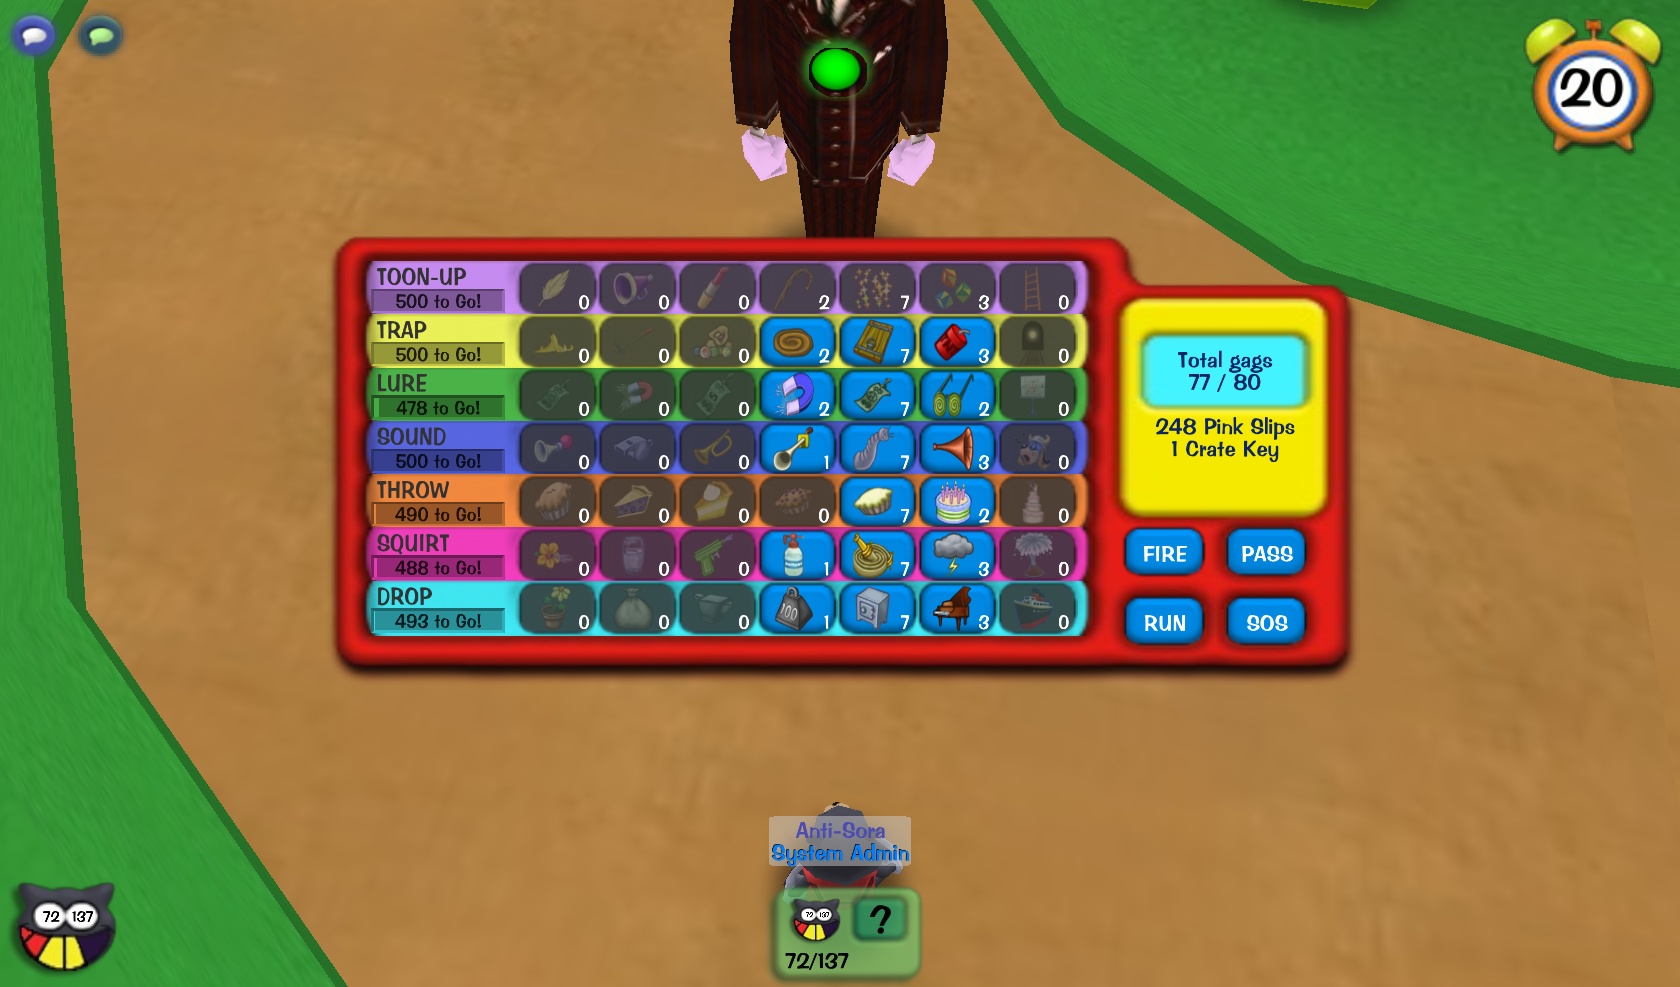 20
TOON-UP
500 to Go!
0 0 0 2 7 3 0
TRAP
500 to Go!
0 0 0 2 7 3 0
LURE
478 to Go!
0 0 0 2 7 2 0
SOUND
500 to Go!
0 0 0 1 7 3 0
THROW
490 to Go!
0 0 0 0 7 2 0
SQUIRT
488 to Go!
0 0 0 1 7 3 0
DROP
493 to Go!
0 0 0 100 1 7 3 0
Total gags
77 / 80
248 Pink Slips
1 Crate Key
FIRE PASS
RUN SOS
Anti-Sora
System Admin
72 137
72 137
?
72/137